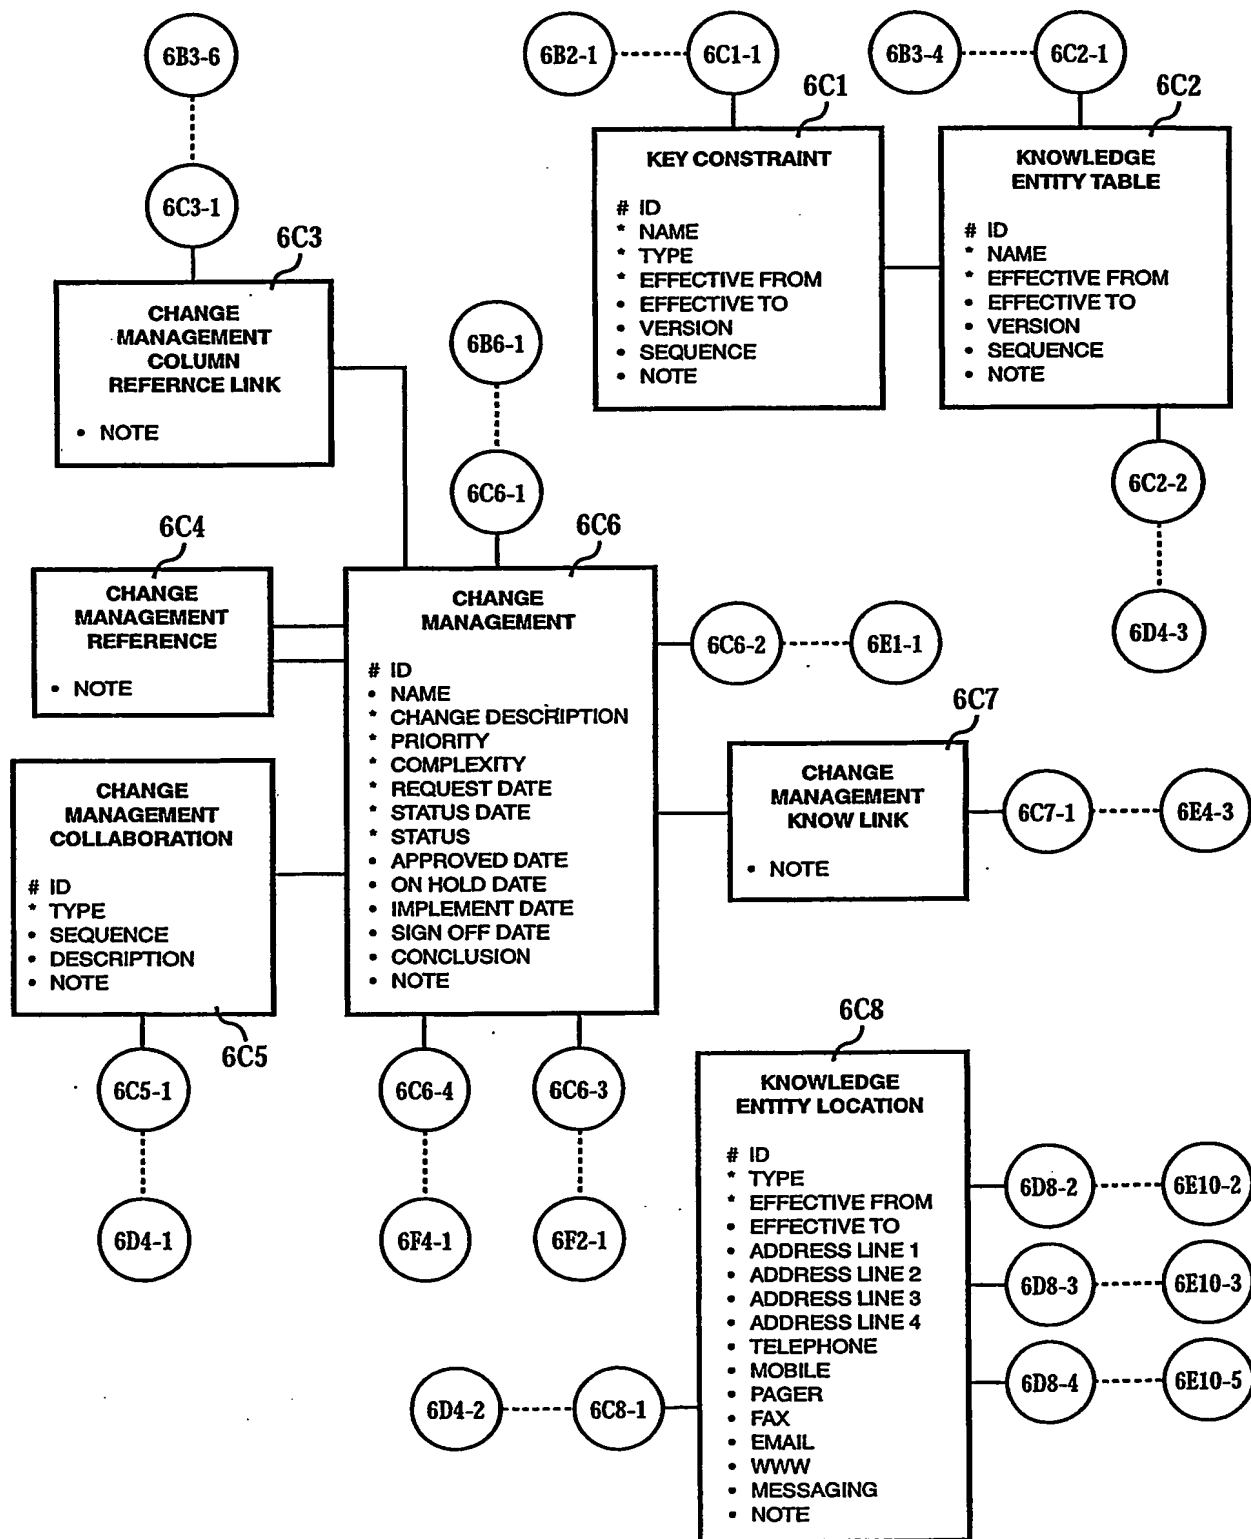 6B3-6
6B2-1
6C1-1
6B3-4
6C2-1
6C1
6C2
KEY CONSTRAINT
# ID
* NAME
* TYPE
* EFFECTIVE FROM
• EFFECTIVE TO
• VERSION
• SEQUENCE
• NOTE
KNOWLEDGE
ENTITY TABLE
# ID
* NAME
* EFFECTIVE FROM
• EFFECTIVE TO
• VERSION
• SEQUENCE
• NOTE
6C3-1
6C3
CHANGE
MANAGEMENT
COLUMN
REFERNCE LINK
• NOTE
6B6-1
6C6-1
6C2-2
6D4-3
6C4
CHANGE
MANAGEMENT
REFERENCE
• NOTE
6C6
CHANGE
MANAGEMENT
# ID
• NAME
* CHANGE DESCRIPTION
* PRIORITY
* COMPLEXITY
* REQUEST DATE
* STATUS DATE
* STATUS
• APPROVED DATE
• ON HOLD DATE
• IMPLEMENT DATE
• SIGN OFF DATE
• CONCLUSION
• NOTE
6C6-2
6E1-1
6C7
CHANGE
MANAGEMENT
KNOW LINK
• NOTE
6C7-1
6E4-3
CHANGE
MANAGEMENT
COLLABORATION
# ID
* TYPE
• SEQUENCE
• DESCRIPTION
• NOTE
6C5
6C5-1
6D4-1
6C6-4
6F4-1
6C6-3
6F2-1
6C8
KNOWLEDGE
ENTITY LOCATION
# ID
* TYPE
* EFFECTIVE FROM
• EFFECTIVE TO
• ADDRESS LINE 1
• ADDRESS LINE 2
• ADDRESS LINE 3
• ADDRESS LINE 4
• TELEPHONE
• MOBILE
• PAGER
• FAX
• EMAIL
• WWW
• MESSAGING
• NOTE
6D8-2
6E10-2
6D8-3
6E10-3
6D8-4
6E10-5
6D4-2
6C8-1